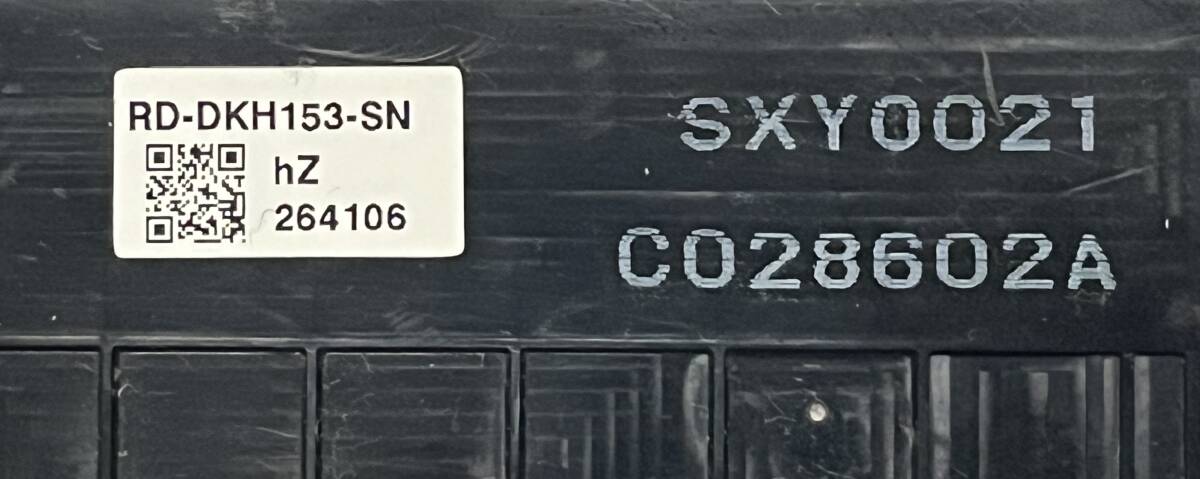 RD-DKH153-SN
hZ
264106
SXY0021
C028602A